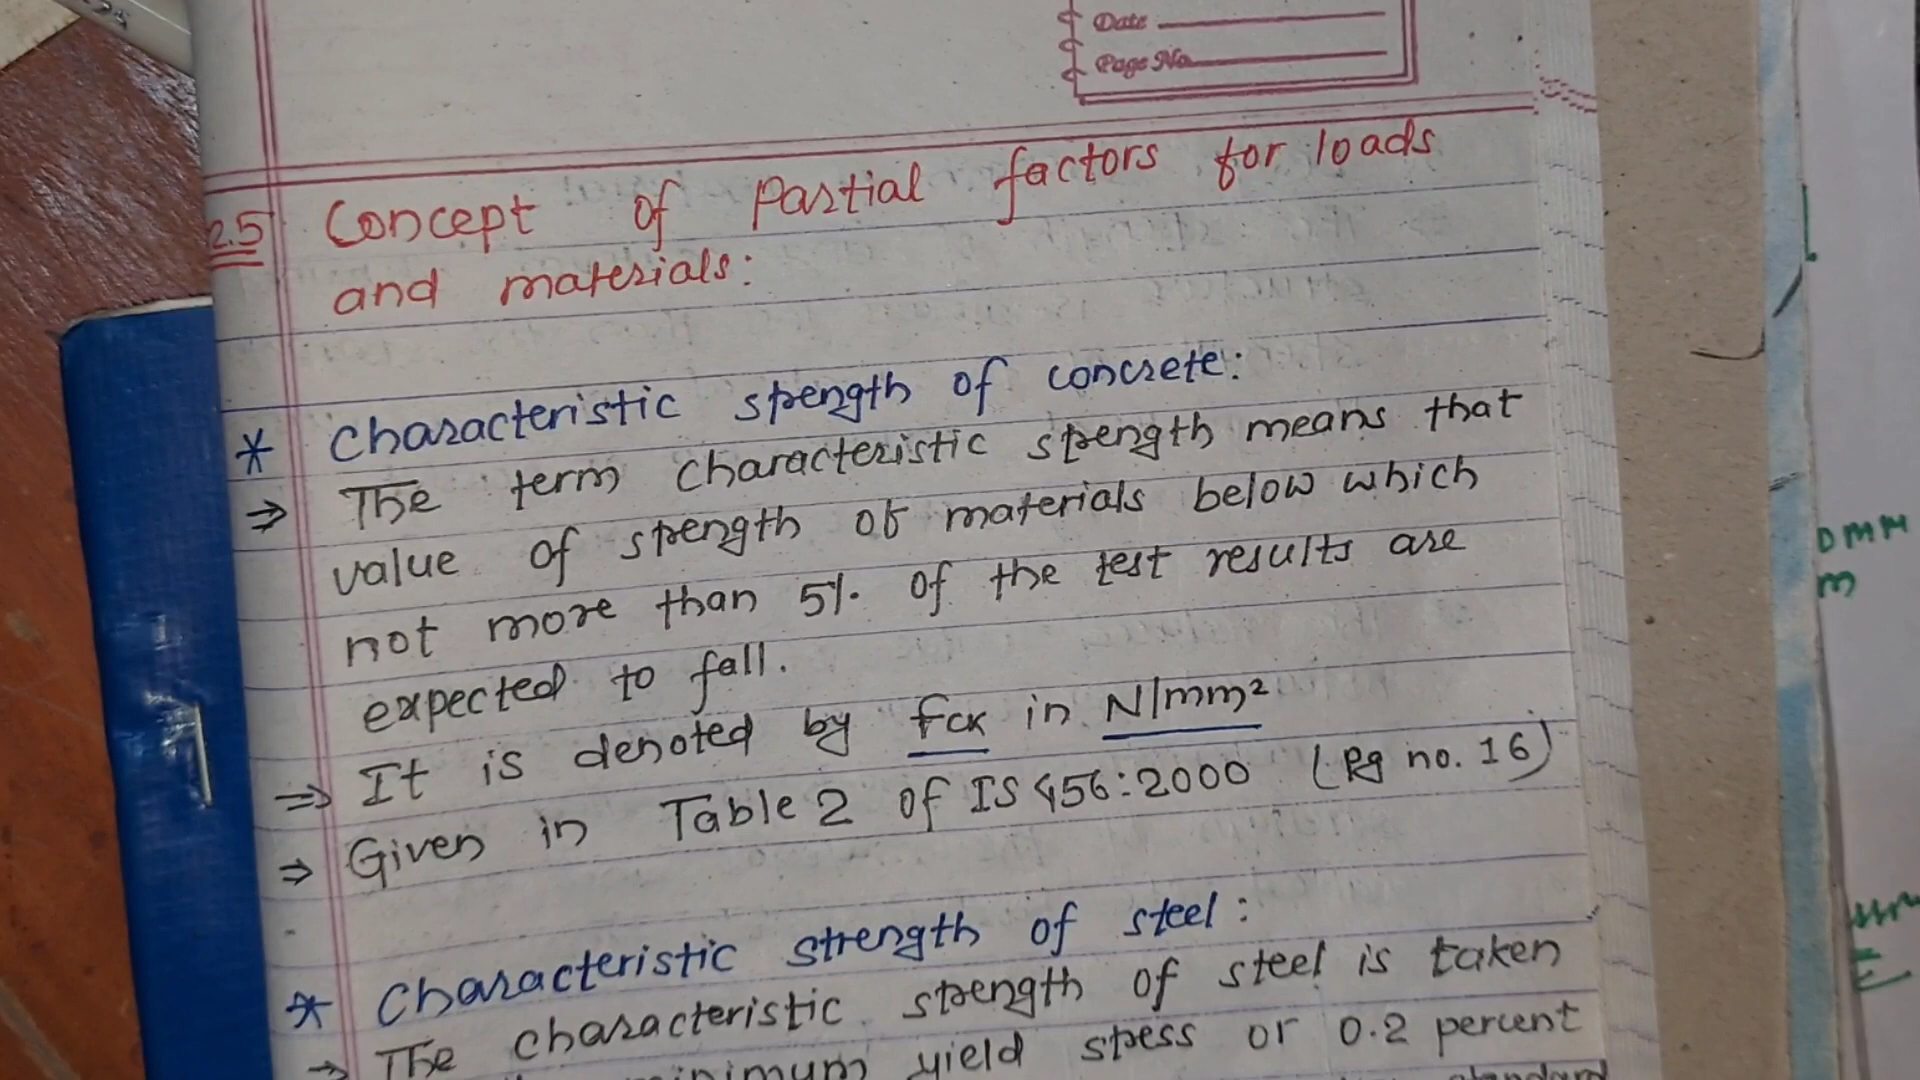 Date
Page No.
2.5 Concept of Partial factors for loads
and materials:
* Characteristic strength of concrete:
⇒ The term characteristic strength means that
value of strength of materials below which
not more than 5% of the test results are
expected to fall.
⇒ It is denoted by fck in N/mm²
⇒ Given in Table 2 of IS 456:2000 (Pg no. 16)
* Characteristic strength of steel:
→ The characteristic strength of steel is taken
minimum yield stress or 0.2 percent
standard